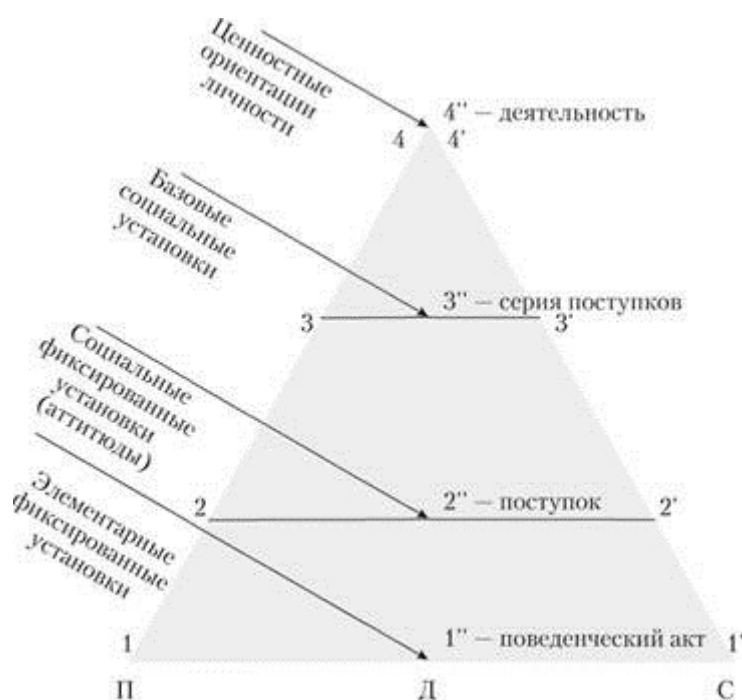 Ценностные
ориентации
личности
4'' — деятельность
4
4'
Базовые
социальные
установки
3'' — серия поступков
3
3'
Социальные
фиксированные
установки
(аттитюды)
2
2'' — поступок
2'
Элементарные
фиксированные
установки
1
1'' — поведенческий акт
1'
П
Д
С